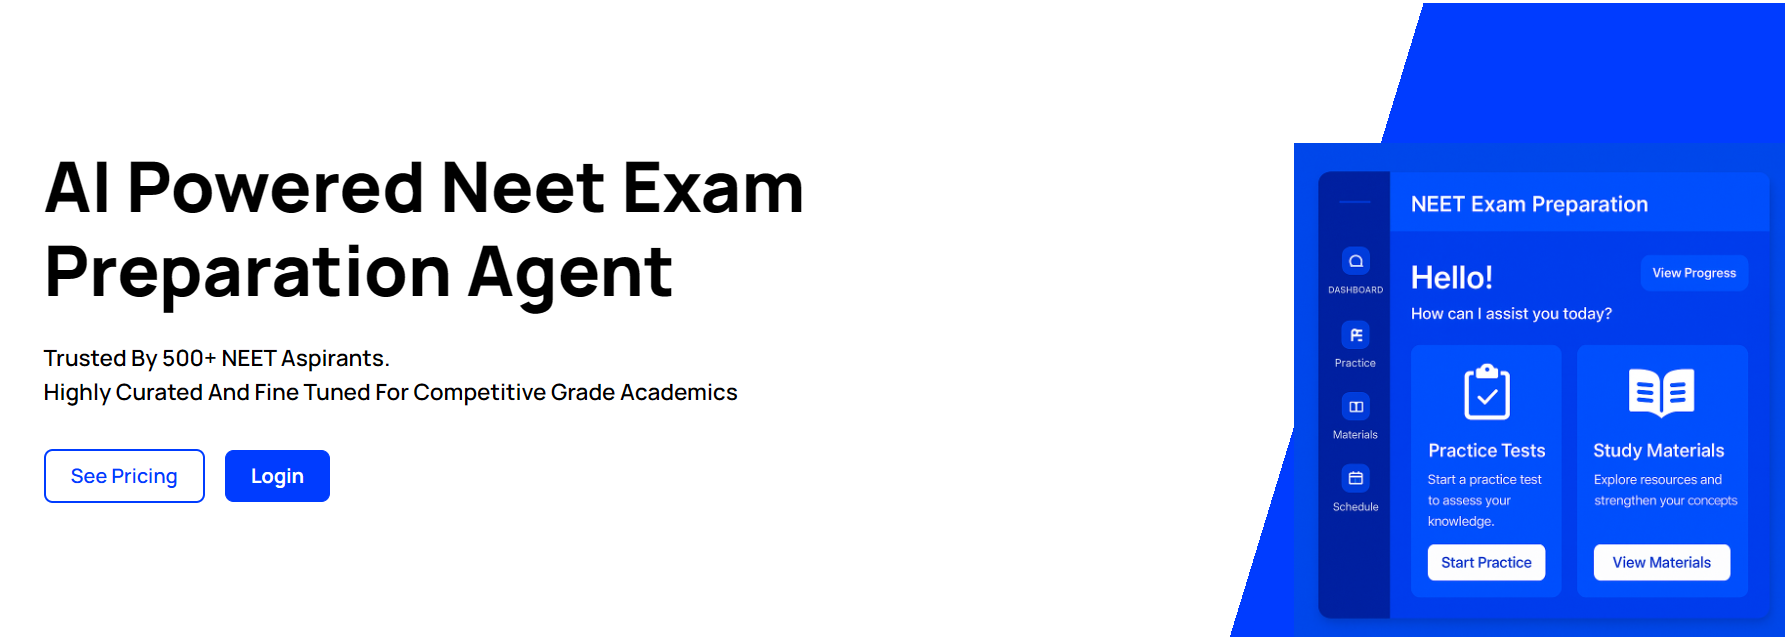 AI Powered Neet Exam
Preparation Agent
Trusted By 500+ NEET Aspirants.
Highly Curated And Fine Tuned For Competitive Grade Academics
See Pricing
Login
NEET Exam Preparation
DASHBOARD
Practice
Materials
Schedule
Hello!
View Progress
How can I assist you today?
Practice Tests
Start a practice test
to assess your
knowledge.
Start Practice
Study Materials
Explore resources and
strengthen your concepts
View Materials